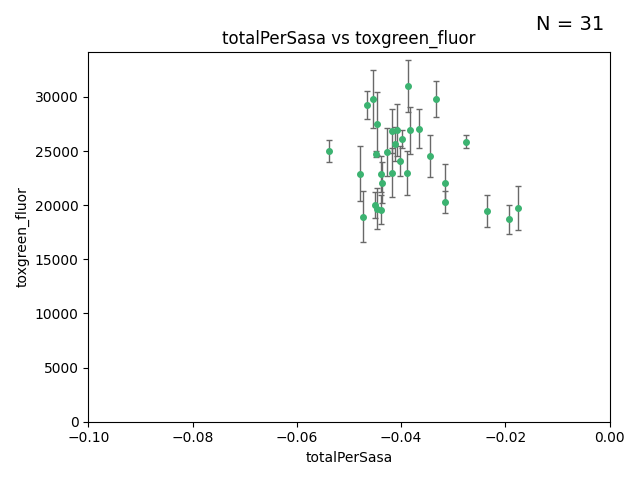 N = 31
totalPerSasa vs toxgreen_fluor
toxgreen_fluor
30000
25000
20000
15000
10000
5000
0
−0.10 −0.08 −0.06 −0.04 −0.02 0.00
totalPerSasa